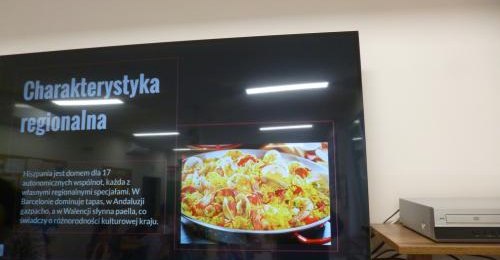 Charakterystyka
regionalna
Hiszpania jest domem dla 17
autonomicznych wspólnot, każda z
własnymi regionalnymi specjałami. W
Barcelonie dominuje tapas, w Andaluzji
gazpacho, a w Walencji słynna paella, co
świadczy o różnorodności kulturowej kraju.